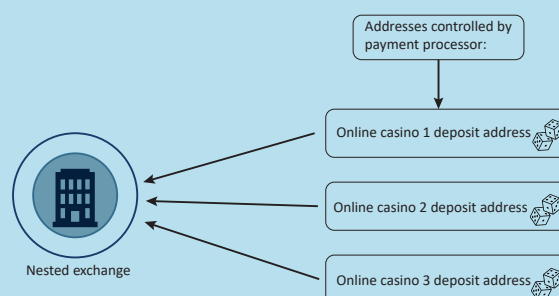 Addresses controlled by
payment processor:
Online casino 1 deposit address
Online casino 2 deposit address
Nested exchange
Online casino 3 deposit address